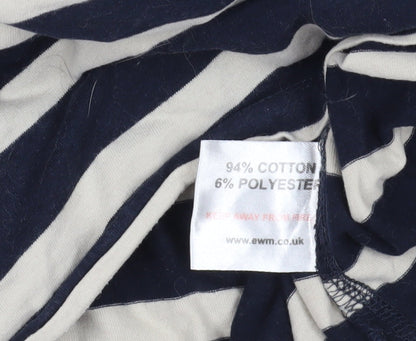 94% COTTON
6% POLYESTER
KEEP AWAY FROM FIRE
www.ewm.co.uk